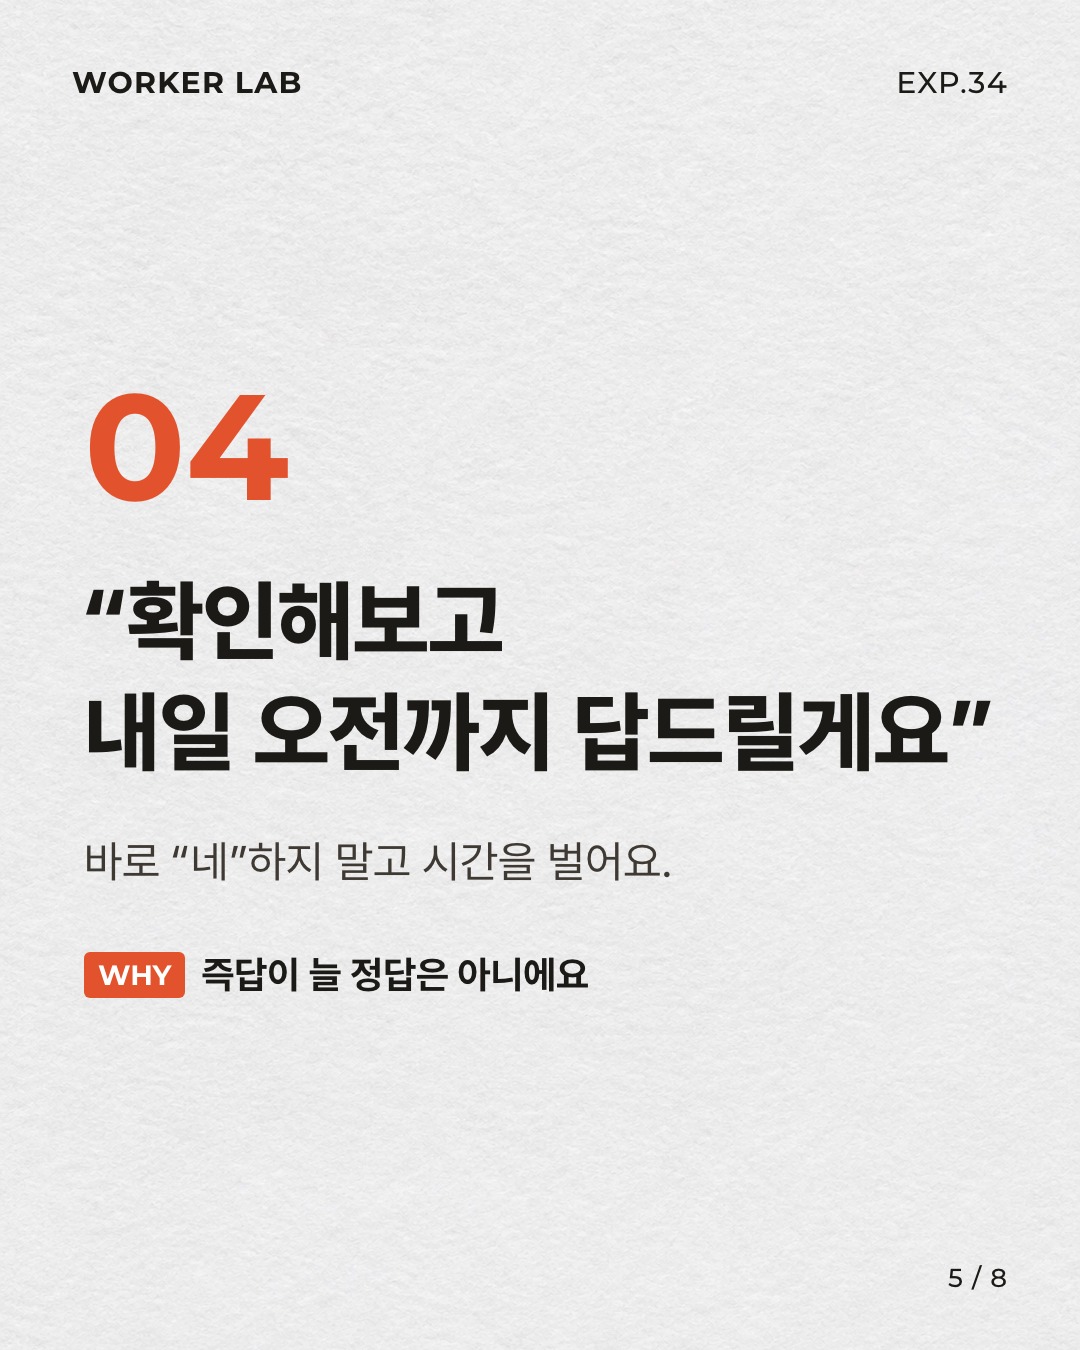 WORKER LAB
EXP.34
04
“확인해보고
내일 오전까지 답드릴게요”
바로 “네”하지 말고 시간을 벌어요.
WHY 즉답이 늘 정답은 아니에요
5 / 8